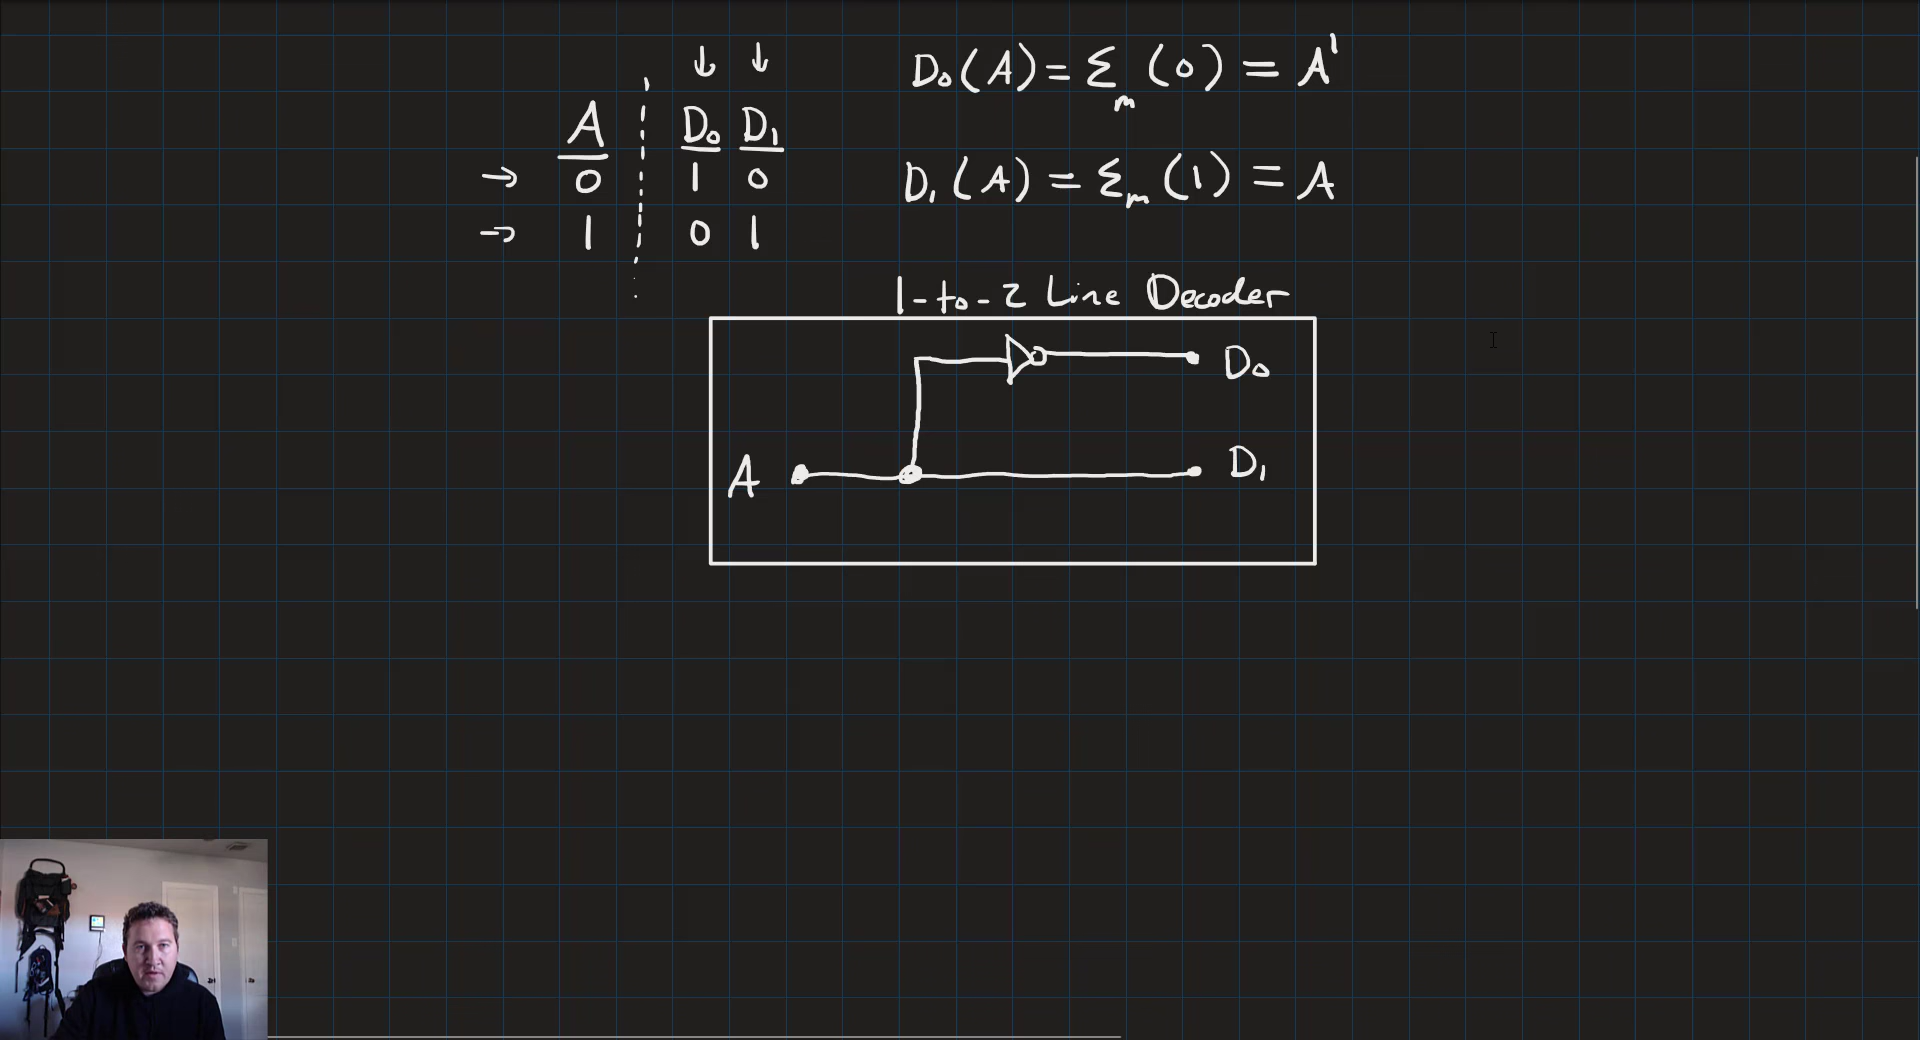 A D₀ D₁
0 1 0
1 0 1
D₀(A) = Σm (0) = A'
D₁(A) = Σm (1) = A
1-to-2 Line Decoder
D₀
A D₁